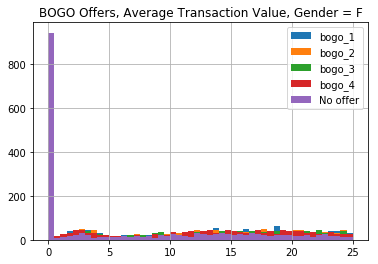 BOGO Offers, Average Transaction Value, Gender = F
bogo_1
bogo_2
bogo_3
bogo_4
No offer
800
600
400
200
0
0 5 10 15 20 25